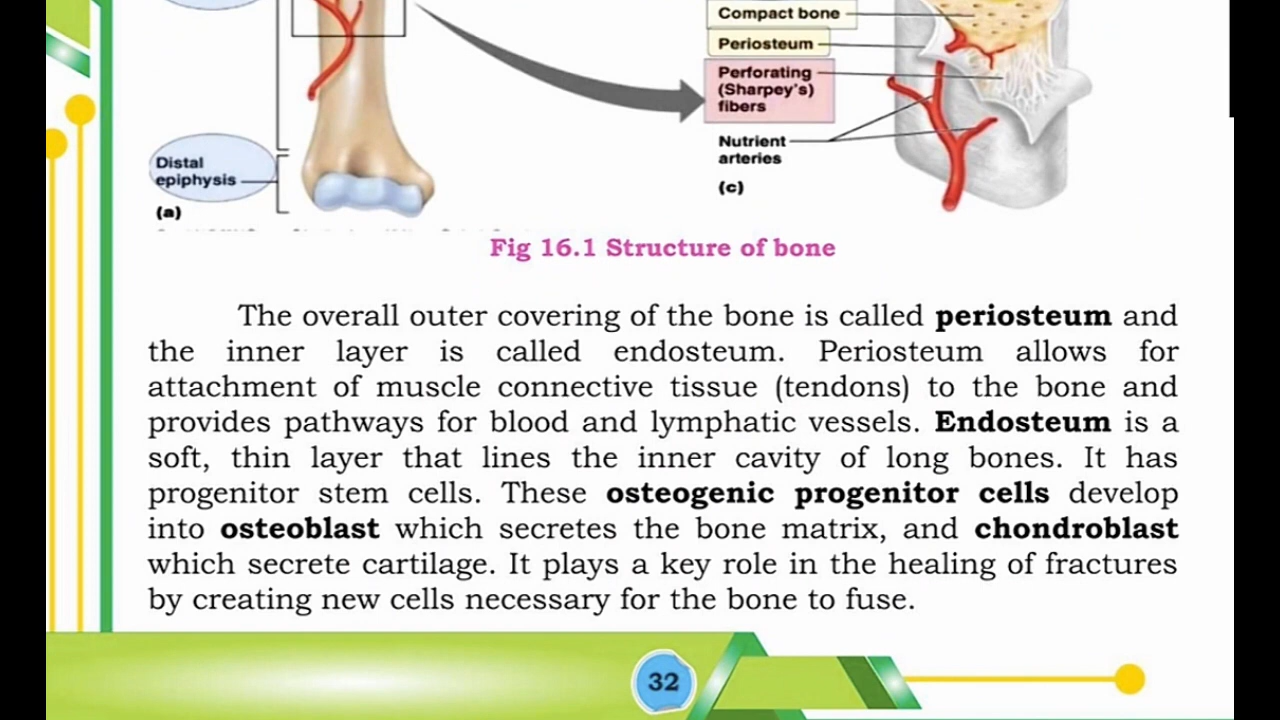 Compact bone
Periosteum
Perforating
(Sharpey's)
fibers
Nutrient
arteries
(c)
Distal
epiphysis
(a)
Fig 16.1 Structure of bone
The overall outer covering of the bone is called periosteum and
the inner layer is called endosteum. Periosteum allows for
attachment of muscle connective tissue (tendons) to the bone and
provides pathways for blood and lymphatic vessels. Endosteum is a
soft, thin layer that lines the inner cavity of long bones. It has
progenitor stem cells. These osteogenic progenitor cells develop
into osteoblast which secretes the bone matrix, and chondroblast
which secrete cartilage. It plays a key role in the healing of fractures
by creating new cells necessary for the bone to fuse.
32